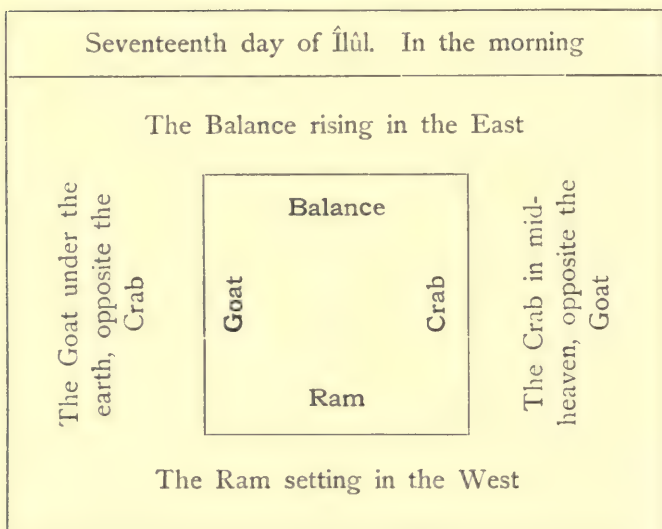 Seventeenth day of Îlûl. In the morning
The Balance rising in the East
The Goat under the
earth, opposite the
Crab
Balance
Goat
Crab
Ram
The Crab in mid-
heaven, opposite the
Goat
The Ram setting in the West